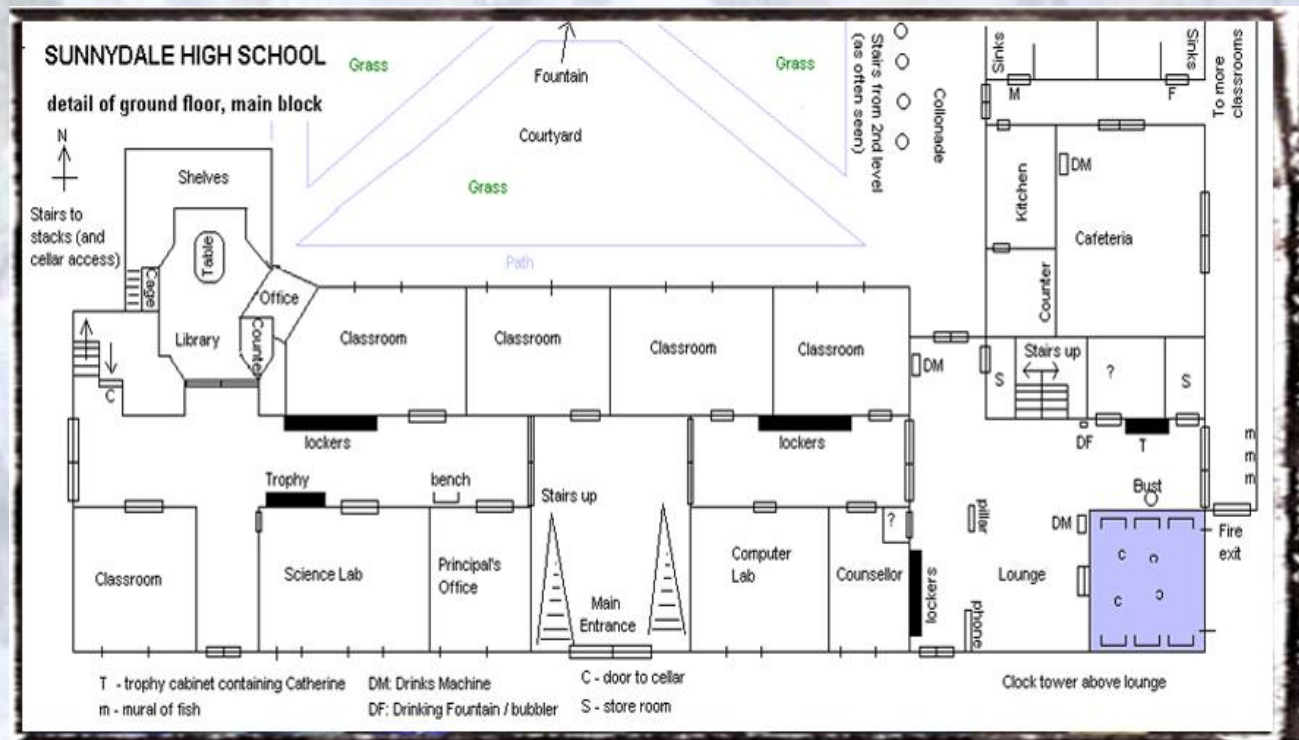 SUNNYDALE HIGH SCHOOL
detail of ground floor, main block
N
Stairs to
stacks (and
cellar access)
Grass
Fountain
Grass
Courtyard
Grass
Path
Stairs from 2nd level
(as often seen)
Collonade
Sinks
Sinks
M
F
To more
classrooms
DM
Kitchen
Cafeteria
Counter
Shelves
Table
Cage
Office
Library
Counte
C
Classroom
Classroom
Classroom
Classroom
DM
S
Stairs up
?
S
lockers
lockers
DF
T
m
m
m
Trophy
bench
Stairs up
Bust
?
pillar
DM
Fire
exit
Classroom
Science Lab
Principal's
Office
Main
Entrance
Computer
Lab
Counsellor
lockers
Lounge
phone
c
c
c
c
T - trophy cabinet containing Catherine
m - mural of fish
DM: Drinks Machine
DF: Drinking Fountain / bubbler
C - door to cellar
S - store room
Clock tower above lounge